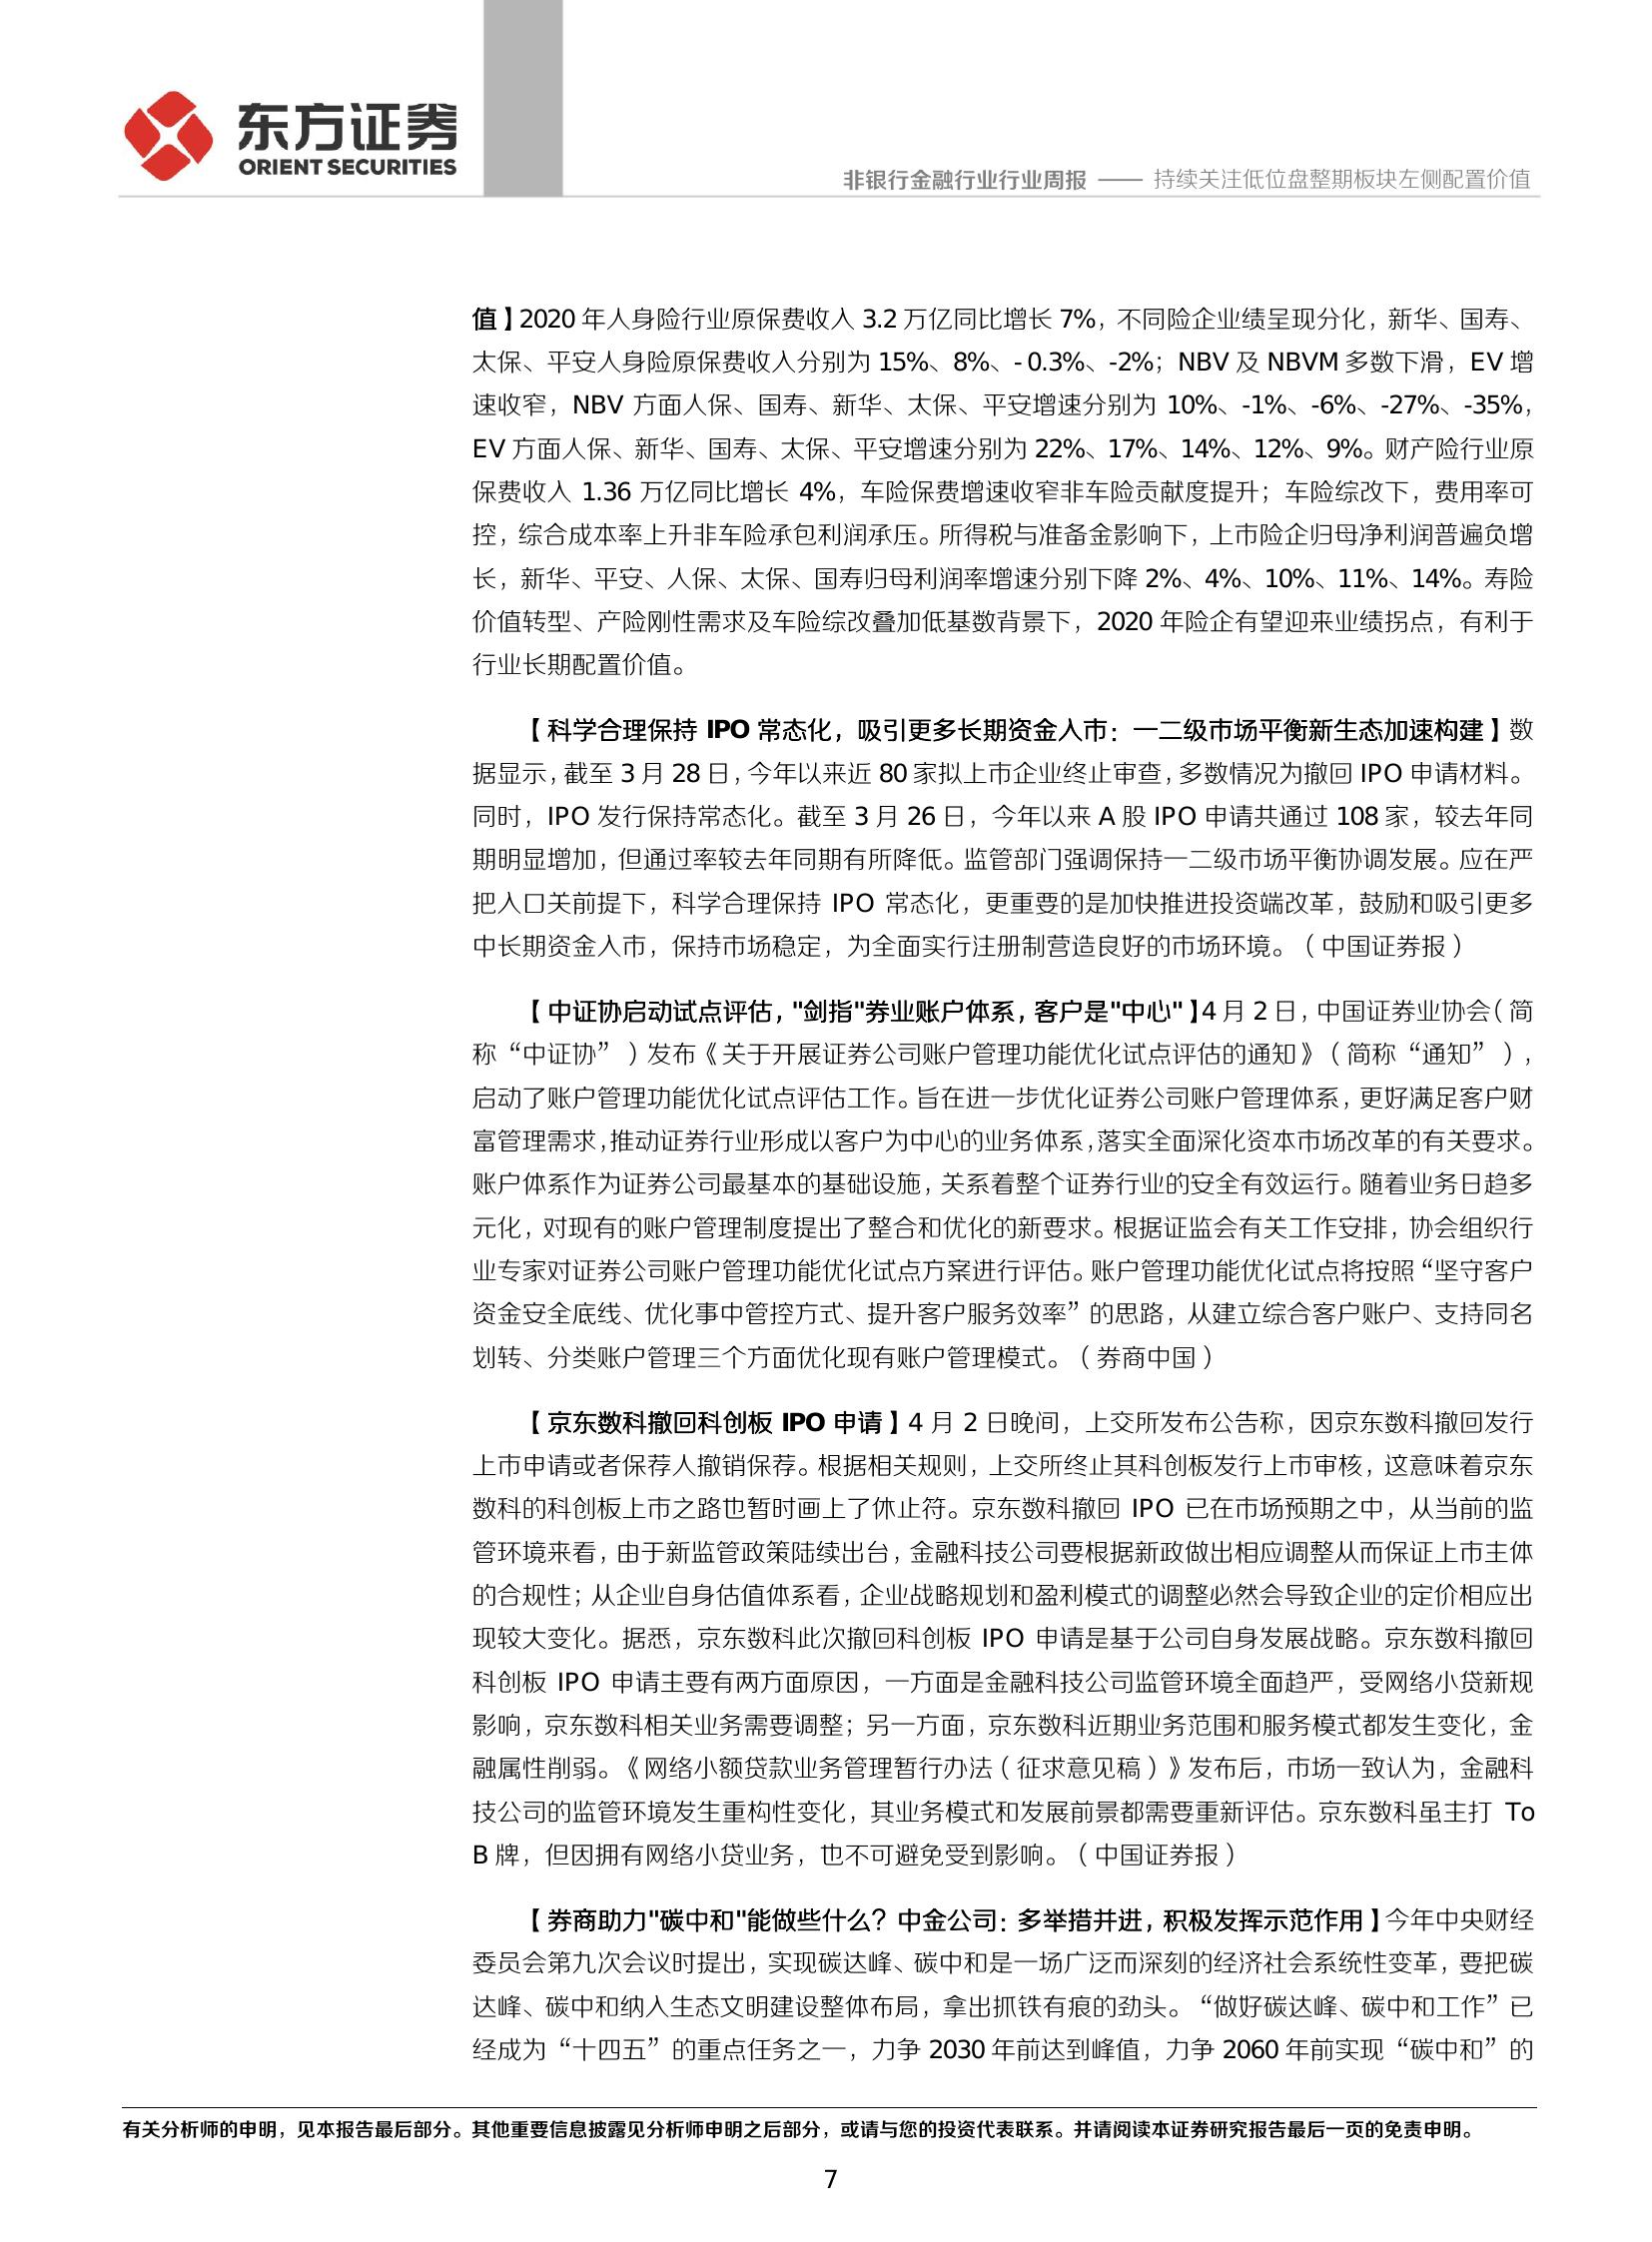 东方证券
ORIENT SECURITIES
非银行金融行业行业周报 —— 持续关注低位盘整期板块左侧配置价值
值】2020 年人身险行业原保费收入 3.2 万亿同比增长 7%，不同险企业绩呈现分化，新华、国寿、
太保、平安人身险原保费收入分别为 15%、8%、- 0.3%、-2%；NBV 及 NBVM 多数下滑，EV 增
速收窄，NBV 方面人保、国寿、新华、太保、平安增速分别为 10%、-1%、-6%、-27%、-35%，
EV 方面人保、新华、国寿、太保、平安增速分别为 22%、17%、14%、12%、9%。财产险行业原
保费收入 1.36 万亿同比增长 4%，车险保费增速收窄非车险贡献度提升；车险综改下，费用率可
控，综合成本率上升非车险承包利润承压。所得税与准备金影响下，上市险企归母净利润普遍负增
长，新华、平安、人保、太保、国寿归母利润率增速分别下降 2%、4%、10%、11%、14%。寿险
价值转型、产险刚性需求及车险综改叠加低基数背景下，2020 年险企有望迎来业绩拐点，有利于
行业长期配置价值。
【科学合理保持 IPO 常态化，吸引更多长期资金入市：一二级市场平衡新生态加速构建】数
据显示，截至 3 月 28 日，今年以来近 80 家拟上市企业终止审查，多数情况为撤回 IPO 申请材料。
同时，IPO 发行保持常态化。截至 3 月 26 日，今年以来 A 股 IPO 申请共通过 108 家，较去年同
期明显增加，但通过率较去年同期有所降低。监管部门强调保持一二级市场平衡协调发展。应在严
把入口关前提下，科学合理保持 IPO 常态化，更重要的是加快推进投资端改革，鼓励和吸引更多
中长期资金入市，保持市场稳定，为全面实行注册制营造良好的市场环境。（中国证券报）
【中证协启动试点评估，"剑指"券业账户体系，客户是"中心"】4 月 2 日，中国证券业协会（简
称“中证协”）发布《关于开展证券公司账户管理功能优化试点评估的通知》（简称“通知”），
启动了账户管理功能优化试点评估工作。旨在进一步优化证券公司账户管理体系，更好满足客户财
富管理需求，推动证券行业形成以客户为中心的业务体系，落实全面深化资本市场改革的有关要求。
账户体系作为证券公司最基本的基础设施，关系着整个证券行业的安全有效运行。随着业务日趋多
元化，对现有的账户管理制度提出了整合和优化的新要求。根据证监会有关工作安排，协会组织行
业专家对证券公司账户管理功能优化试点方案进行评估。账户管理功能优化试点将按照“坚守客户
资金安全底线、优化事中管控方式、提升客户服务效率”的思路，从建立综合客户账户、支持同名
划转、分类账户管理三个方面优化现有账户管理模式。（券商中国）
【京东数科撤回科创板 IPO 申请】4 月 2 日晚间，上交所发布公告称，因京东数科撤回发行
上市申请或者保荐人撤销保荐。根据相关规则，上交所终止其科创板发行上市审核，这意味着京东
数科的科创板上市之路也暂时画上了休止符。京东数科撤回 IPO 已在市场预期之中，从当前的监
管环境来看，由于新监管政策陆续出台，金融科技公司要根据新政做出相应调整从而保证上市主体
的合规性；从企业自身估值体系看，企业战略规划和盈利模式的调整必然会导致企业的定价相应出
现较大变化。据悉，京东数科此次撤回科创板 IPO 申请是基于公司自身发展战略。京东数科撤回
科创板 IPO 申请主要有两方面原因，一方面是金融科技公司监管环境全面趋严，受网络小贷新规
影响，京东数科相关业务需要调整；另一方面，京东数科近期业务范围和服务模式都发生变化，金
融属性削弱。《网络小额贷款业务管理暂行办法（征求意见稿）》发布后，市场一致认为，金融科
技公司的监管环境发生重构性变化，其业务模式和发展前景都需要重新评估。京东数科虽主打 To
B 牌，但因拥有网络小贷业务，也不可避免受到影响。（中国证券报）
【券商助力"碳中和"能做些什么？中金公司：多举措并进，积极发挥示范作用】今年中央财经
委员会第九次会议时提出，实现碳达峰、碳中和是一场广泛而深刻的经济社会系统性变革，要把碳
达峰、碳中和纳入生态文明建设整体布局，拿出抓铁有痕的劲头。“做好碳达峰、碳中和工作”已
经成为“十四五”的重点任务之一，力争 2030 年前达到峰值，力争 2060 年前实现“碳中和”的
有关分析师的申明，见本报告最后部分。其他重要信息披露见分析师申明之后部分，或请与您的投资代表联系。并请阅读本证券研究报告最后一页的免责申明。
7